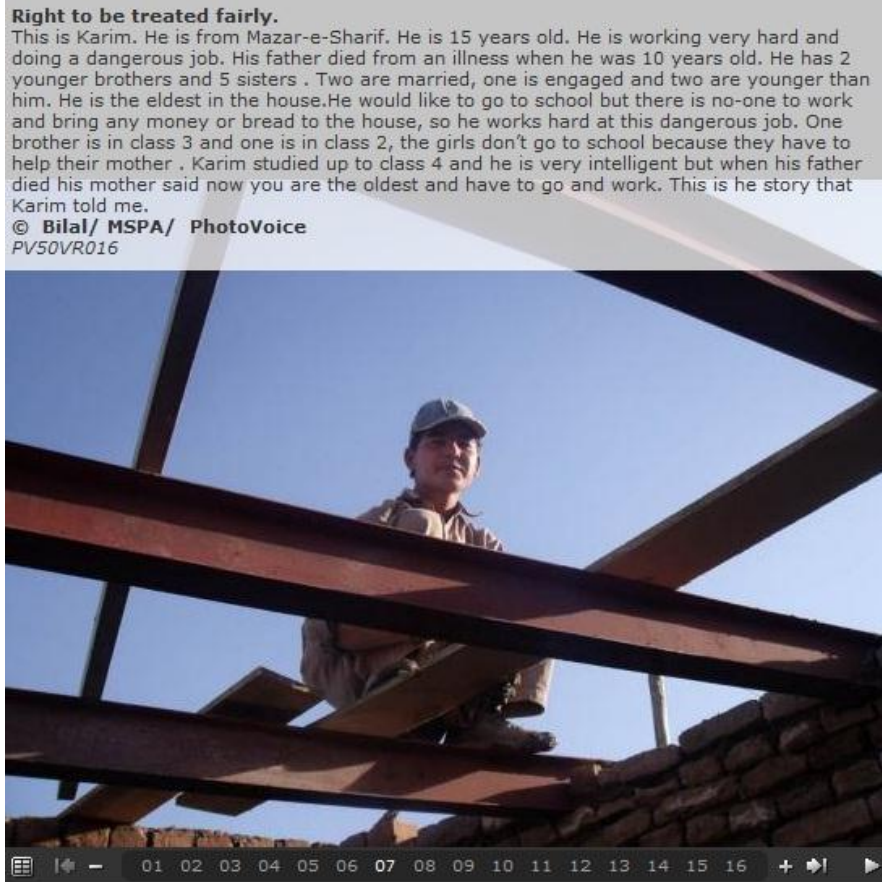 Right to be treated fairly.
This is Karim. He is from Mazar-e-Sharif. He is 15 years old. He is working very hard and
doing a dangerous job. His father died from an illness when he was 10 years old. He has 2
younger brothers and 5 sisters . Two are married, one is engaged and two are younger than
him. He is the eldest in the house.He would like to go to school but there is no-one to work
and bring any money or bread to the house, so he works hard at this dangerous job. One
brother is in class 3 and one is in class 2, the girls don’t go to school because they have to
help their mother . Karim studied up to class 4 and he is very intelligent but when his father
died his mother said now you are the oldest and have to go and work. This is he story that
Karim told me.
© Bilal/ MSPA/ PhotoVoice
PV50VR016
01 02 03 04 05 06 07 08 09 10 11 12 13 14 15 16